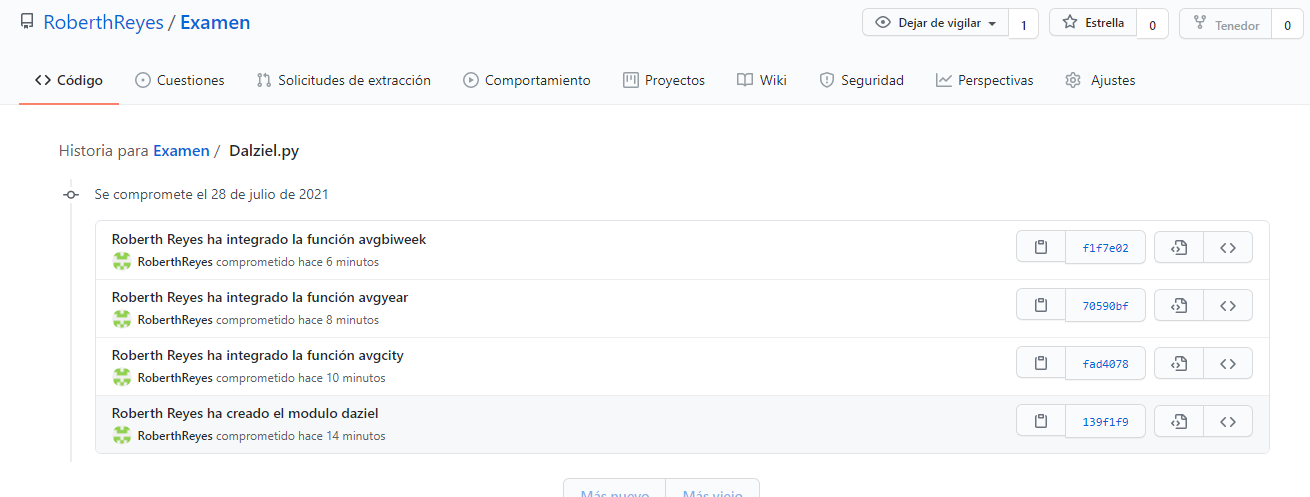 RoberthReyes / Examen
Dejar de vigilar 1 Estrella 0 Tenedor 0
Código Cuestiones Solicitudes de extracción Comportamiento Proyectos Wiki Seguridad Perspectivas Ajustes
Historia para Examen / Dalziel.py
Se compromete el 28 de julio de 2021
Roberth Reyes ha integrado la función avgbiweek
RoberthReyes comprometido hace 6 minutos
f1f7e02
Roberth Reyes ha integrado la función avgyear
RoberthReyes comprometido hace 8 minutos
70590bf
Roberth Reyes ha integrado la función avgcity
RoberthReyes comprometido hace 10 minutos
fad4078
Roberth Reyes ha creado el modulo daziel
RoberthReyes comprometido hace 14 minutos
139f1f9
Más nuevo Más viejo